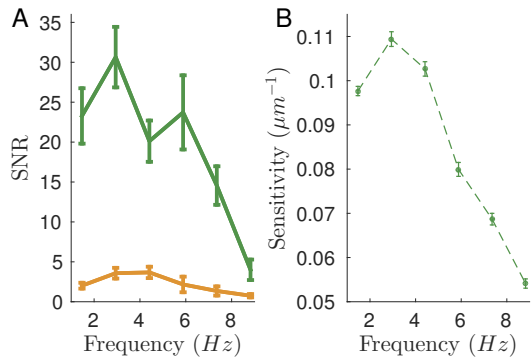 A
SNR
35
30
25
20
15
10
5
0
2 4 6 8
Frequency (Hz)
B
Sensitivity (μm⁻¹)
0.11
0.1
0.09
0.08
0.07
0.06
0.05
2 4 6 8
Frequency (Hz)